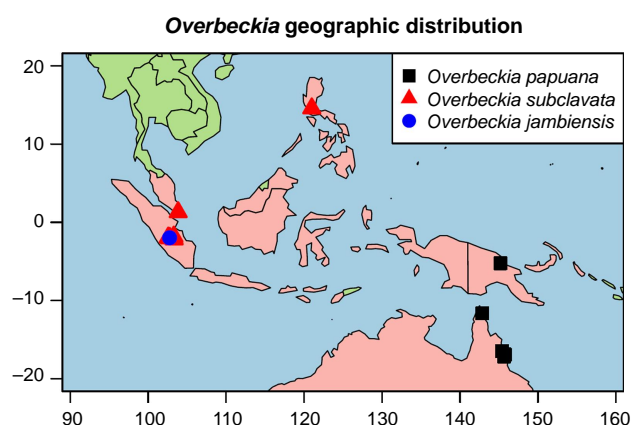 Overbeckia geographic distribution
Overbeckia papuana
Overbeckia subclavata
Overbeckia jambiensis
20
10
0
−10
−20
90 100 110 120 130 140 150 160